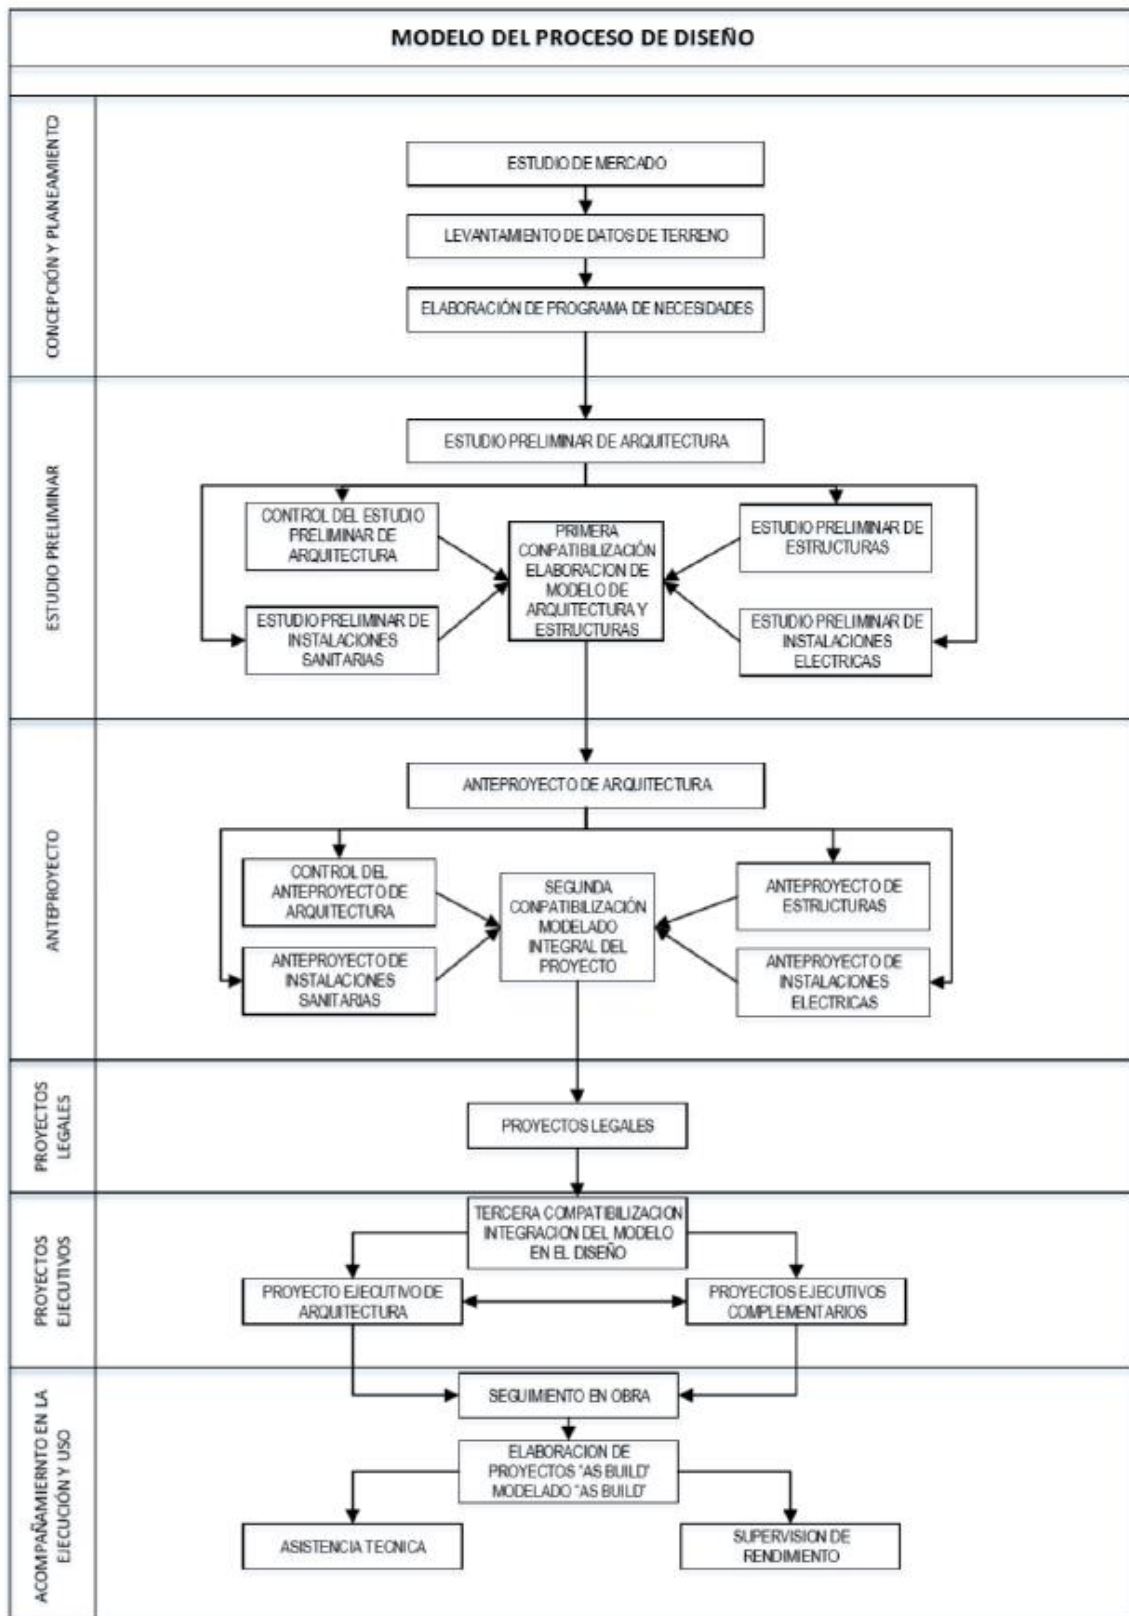 MODELO DEL PROCESO DE DISEÑO
CONCEPCIÓN Y PLANEAMIENTO
ESTUDIO DE MERCADO
LEVANTAMIENTO DE DATOS DE TERRENO
ELABORACIÓN DE PROGRAMA DE NECESIDADES
ESTUDIO PRELIMINAR
ESTUDIO PRELIMINAR DE ARQUITECTURA
CONTROL DEL ESTUDIO
PRELIMINAR DE
ARQUITECTURA
ESTUDIO PRELIMINAR DE
INSTALACIONES
SANITARIAS
PRIMERA
CONPATIBILIZACIÓN
ELABORACION DE
MODELO DE
ARQUITECTURA Y
ESTRUCTURAS
ESTUDIO PRELIMINAR DE
ESTRUCTURAS
ESTUDIO PRELIMINAR DE
INSTALACIONES
ELECTRICAS
ANTEPROYECTO
ANTEPROYECTO DE ARQUITECTURA
CONTROL DEL
ANTEPROYECTO DE
ARQUITECTURA
ANTEPROYECTO DE
INSTALACIONES
SANITARIAS
SEGUNDA
CONPATIBILIZACIÓN
MODELADO
INTEGRAL DEL
PROYECTO
ANTEPROYECTO DE
ESTRUCTURAS
ANTEPROYECTO DE
INSTALACIONES
ELECTRICAS
PROYECTOS
LEGALES
PROYECTOS LEGALES
PROYECTOS
EJECUTIVOS
TERCERA COMPATIBILIZACION
INTEGRACION DEL MODELO
EN EL DISEÑO
PROYECTO EJECUTIVO DE
ARQUITECTURA
PROYECTOS EJECUTIVOS
COMPLEMENTARIOS
ACOMPAÑAMIERNTO EN LA
EJECUCIÓN Y USO
SEGUIMIENTO EN OBRA
ELABORACION DE
PROYECTOS "AS BUILD"
MODELADO "AS BUILD"
ASISTENCIA TECNICA
SUPERVISION DE
RENDIMIENTO